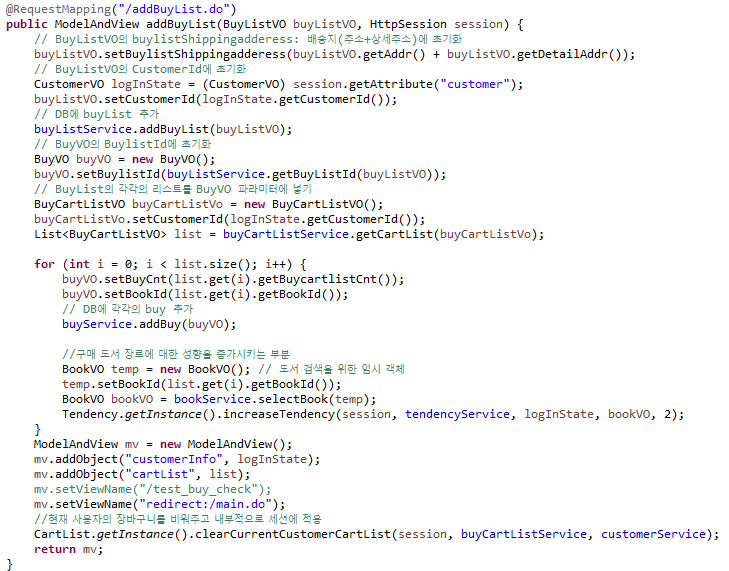 @RequestMapping("/addBuyList.do")
public ModelAndView addBuyList(BuyListVO buyListVO, HttpSession session) {
// BuyListVO의 buylistShippingadderess: 배송지(주소+상세주소)에 초기화
buyListVO.setBuylistShippingadderess(buyListVO.getAddr() + buyListVO.getDetailAddr());
// BuyListVO의 CustomerId에 초기화
CustomerVO logInState = (CustomerVO) session.getAttribute("customer");
buyListVO.setCustomerId(logInState.getCustomerId());
// DB에 buyList 추가
buyListService.addBuyList(buyListVO);
// BuyVO의 BuylistId에 초기화
BuyVO buyVO = new BuyVO();
buyVO.setBuylistId(buyListService.getBuyListId(buyListVO));
// BuyList의 각각의 리스트를 BuyVO 파라미터에 넣기
BuyCartListVO buyCartListVo = new BuyCartListVO();
buyCartListVo.setCustomerId(logInState.getCustomerId());
List<BuyCartListVO> list = buyCartListService.getCartList(buyCartListVo);
for (int i = 0; i < list.size(); i++) {
buyVO.setBuyCnt(list.get(i).getBuycartlistCnt());
buyVO.setBookId(list.get(i).getBookId());
// DB에 각각의 buy 추가
buyService.addBuy(buyVO);
//구매 도서 장르에 대한 성향을 증가시키는 부분
BookVO temp = new BookVO(); // 도서 검색을 위한 임시 객체
temp.setBookId(list.get(i).getBookId());
BookVO bookVO = bookService.selectBook(temp);
Tendency.getInstance().increaseTendency(session, tendencyService, logInState, bookVO, 2);
}
ModelAndView mv = new ModelAndView();
mv.addObject("customerInfo", logInState);
mv.addObject("cartList", list);
mv.setViewName("/test_buy_check");
mv.setViewName("redirect:/main.do");
//현재 사용자의 장바구니를 비워주고 내부적으로 세션에 적용
CartList.getInstance().clearCurrentCustomerCartList(session, buyCartListService, customerService);
return mv;
}